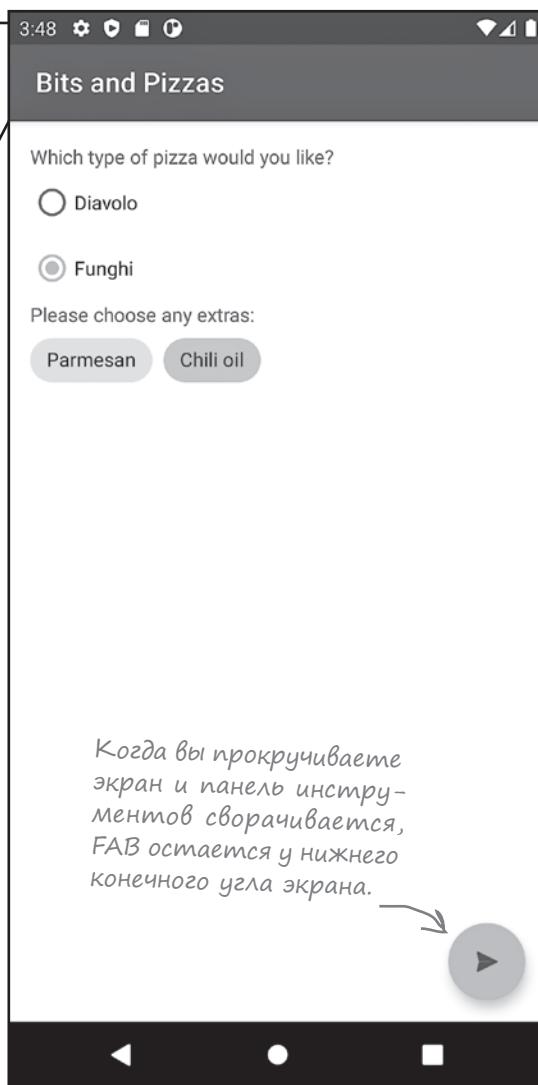 3:48
Bits and Pizzas
Which type of pizza would you like?
Diavolo
Funghi
Please choose any extras:
Parmesan Chili oil
Когда вы прокручиваете
экран и панель инстру-
ментов сворачивается,
FAB остается у нижнего
конечного угла экрана.